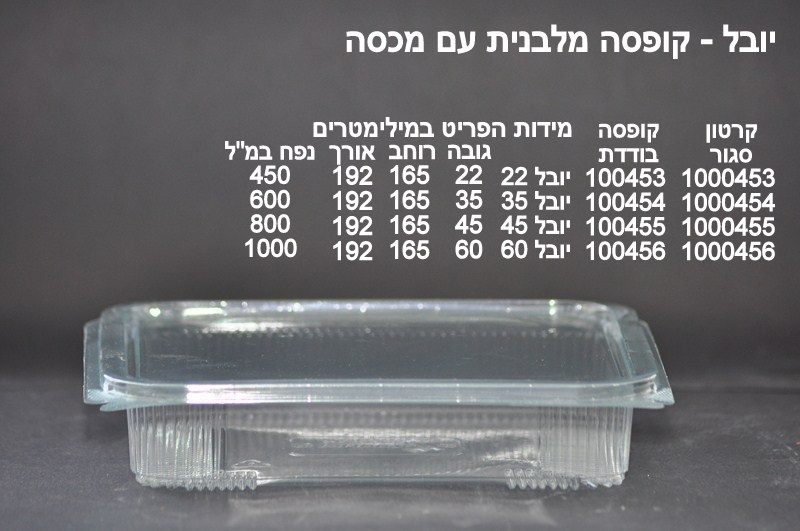 יובל - קופסה מלבנית עם מכסה
קרטון קופסה מידות הפריט במילימטרים
סגור בודדת גובה רוחב אורך נפח במ"ל
1000453 100453 יובל 22 22 165 192 450
1000454 100454 יובל 35 35 165 192 600
1000455 100455 יובל 45 45 165 192 800
1000456 100456 יובל 60 60 165 192 1000